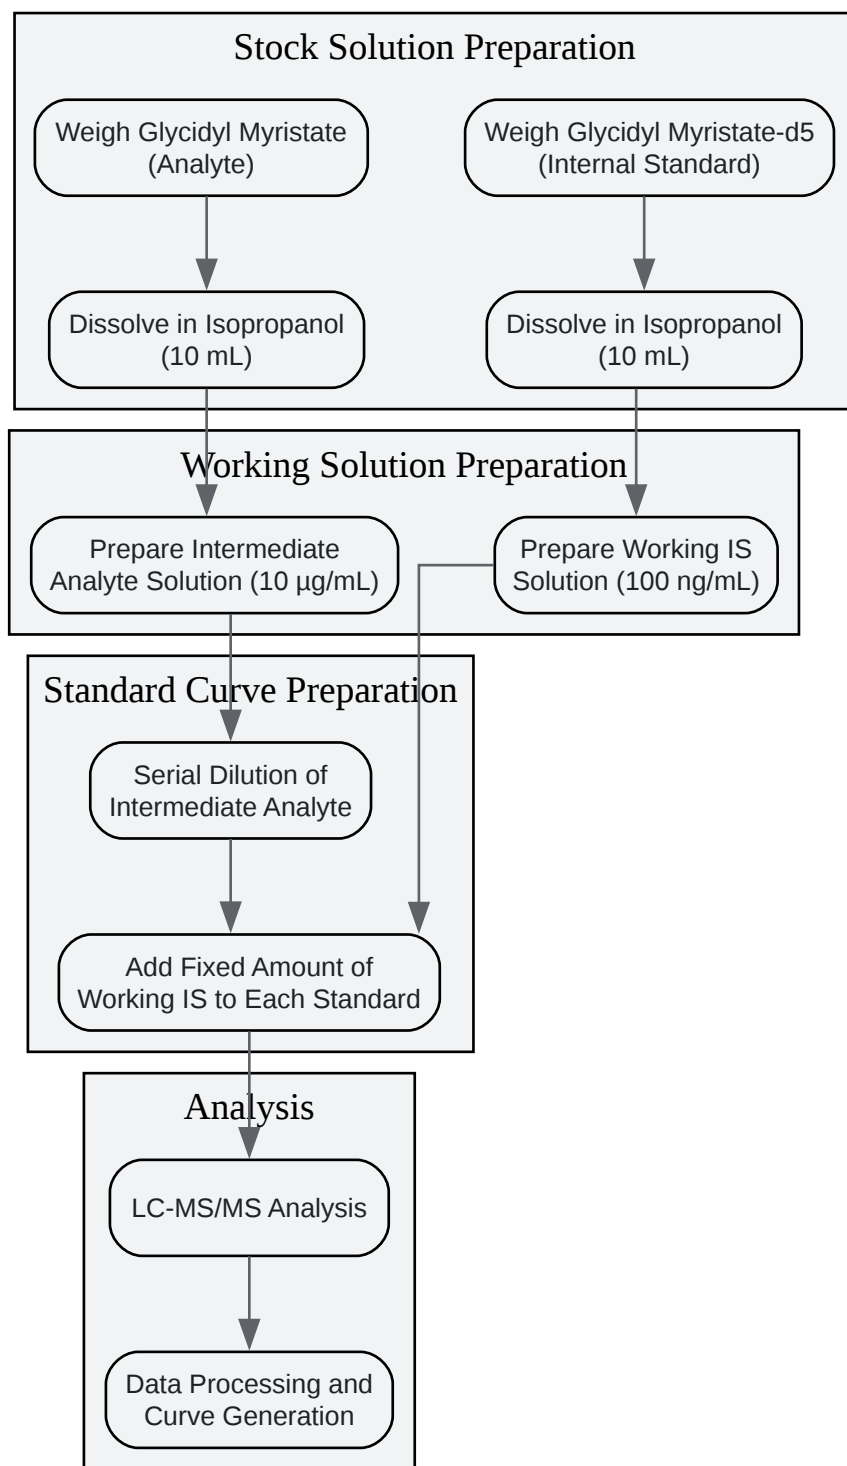 Stock Solution Preparation
Weigh Glycidyl Myristate
(Analyte)
Weigh Glycidyl Myristate-d5
(Internal Standard)
Dissolve in Isopropanol
(10 mL)
Dissolve in Isopropanol
(10 mL)
Working Solution Preparation
Prepare Intermediate
Analyte Solution (10 µg/mL)
Prepare Working IS
Solution (100 ng/mL)
Standard Curve Preparation
Serial Dilution of
Intermediate Analyte
Add Fixed Amount of
Working IS to Each Standard
Analysis
LC-MS/MS Analysis
Data Processing and
Curve Generation